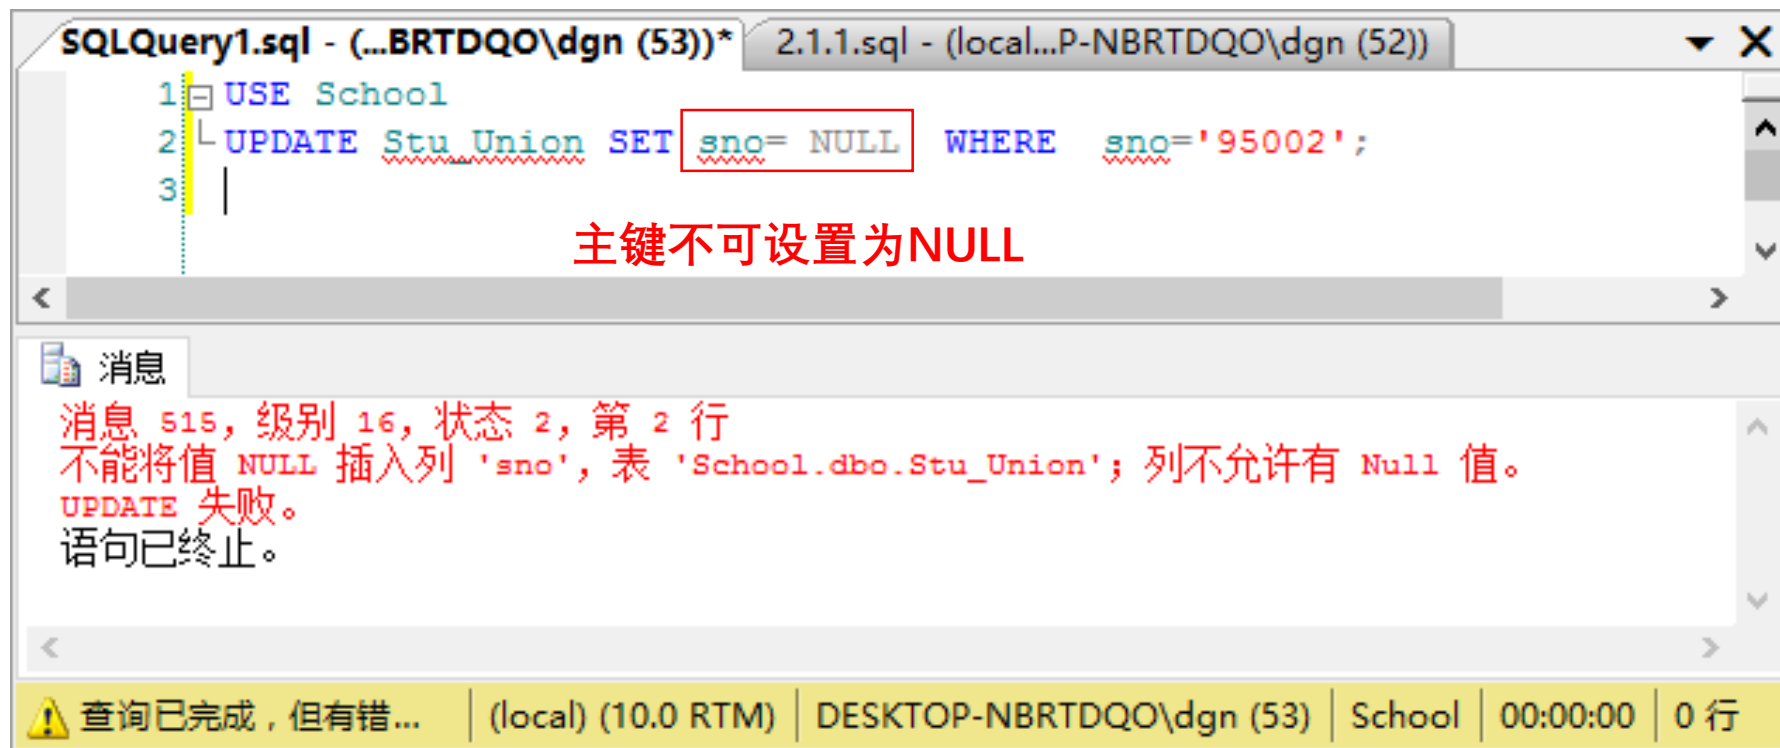 SQLQuery1.sql - (...BRTDQO\dgn (53))* 2.1.1.sql - (local...P-NBRTDQO\dgn (52))
1 USE School
2 UPDATE Stu_Union SET sno= NULL WHERE sno='95002';
3
主键不可设置为NULL
消息
消息 515，级别 16，状态 2，第 2 行
不能将值 NULL 插入列 'sno'，表 'School.dbo.Stu_Union'；列不允许有 Null 值。
UPDATE 失败。
语句已终止。
查询已完成，但有错... (local) (10.0 RTM) DESKTOP-NBRTDQO\dgn (53) School 00:00:00 0 行